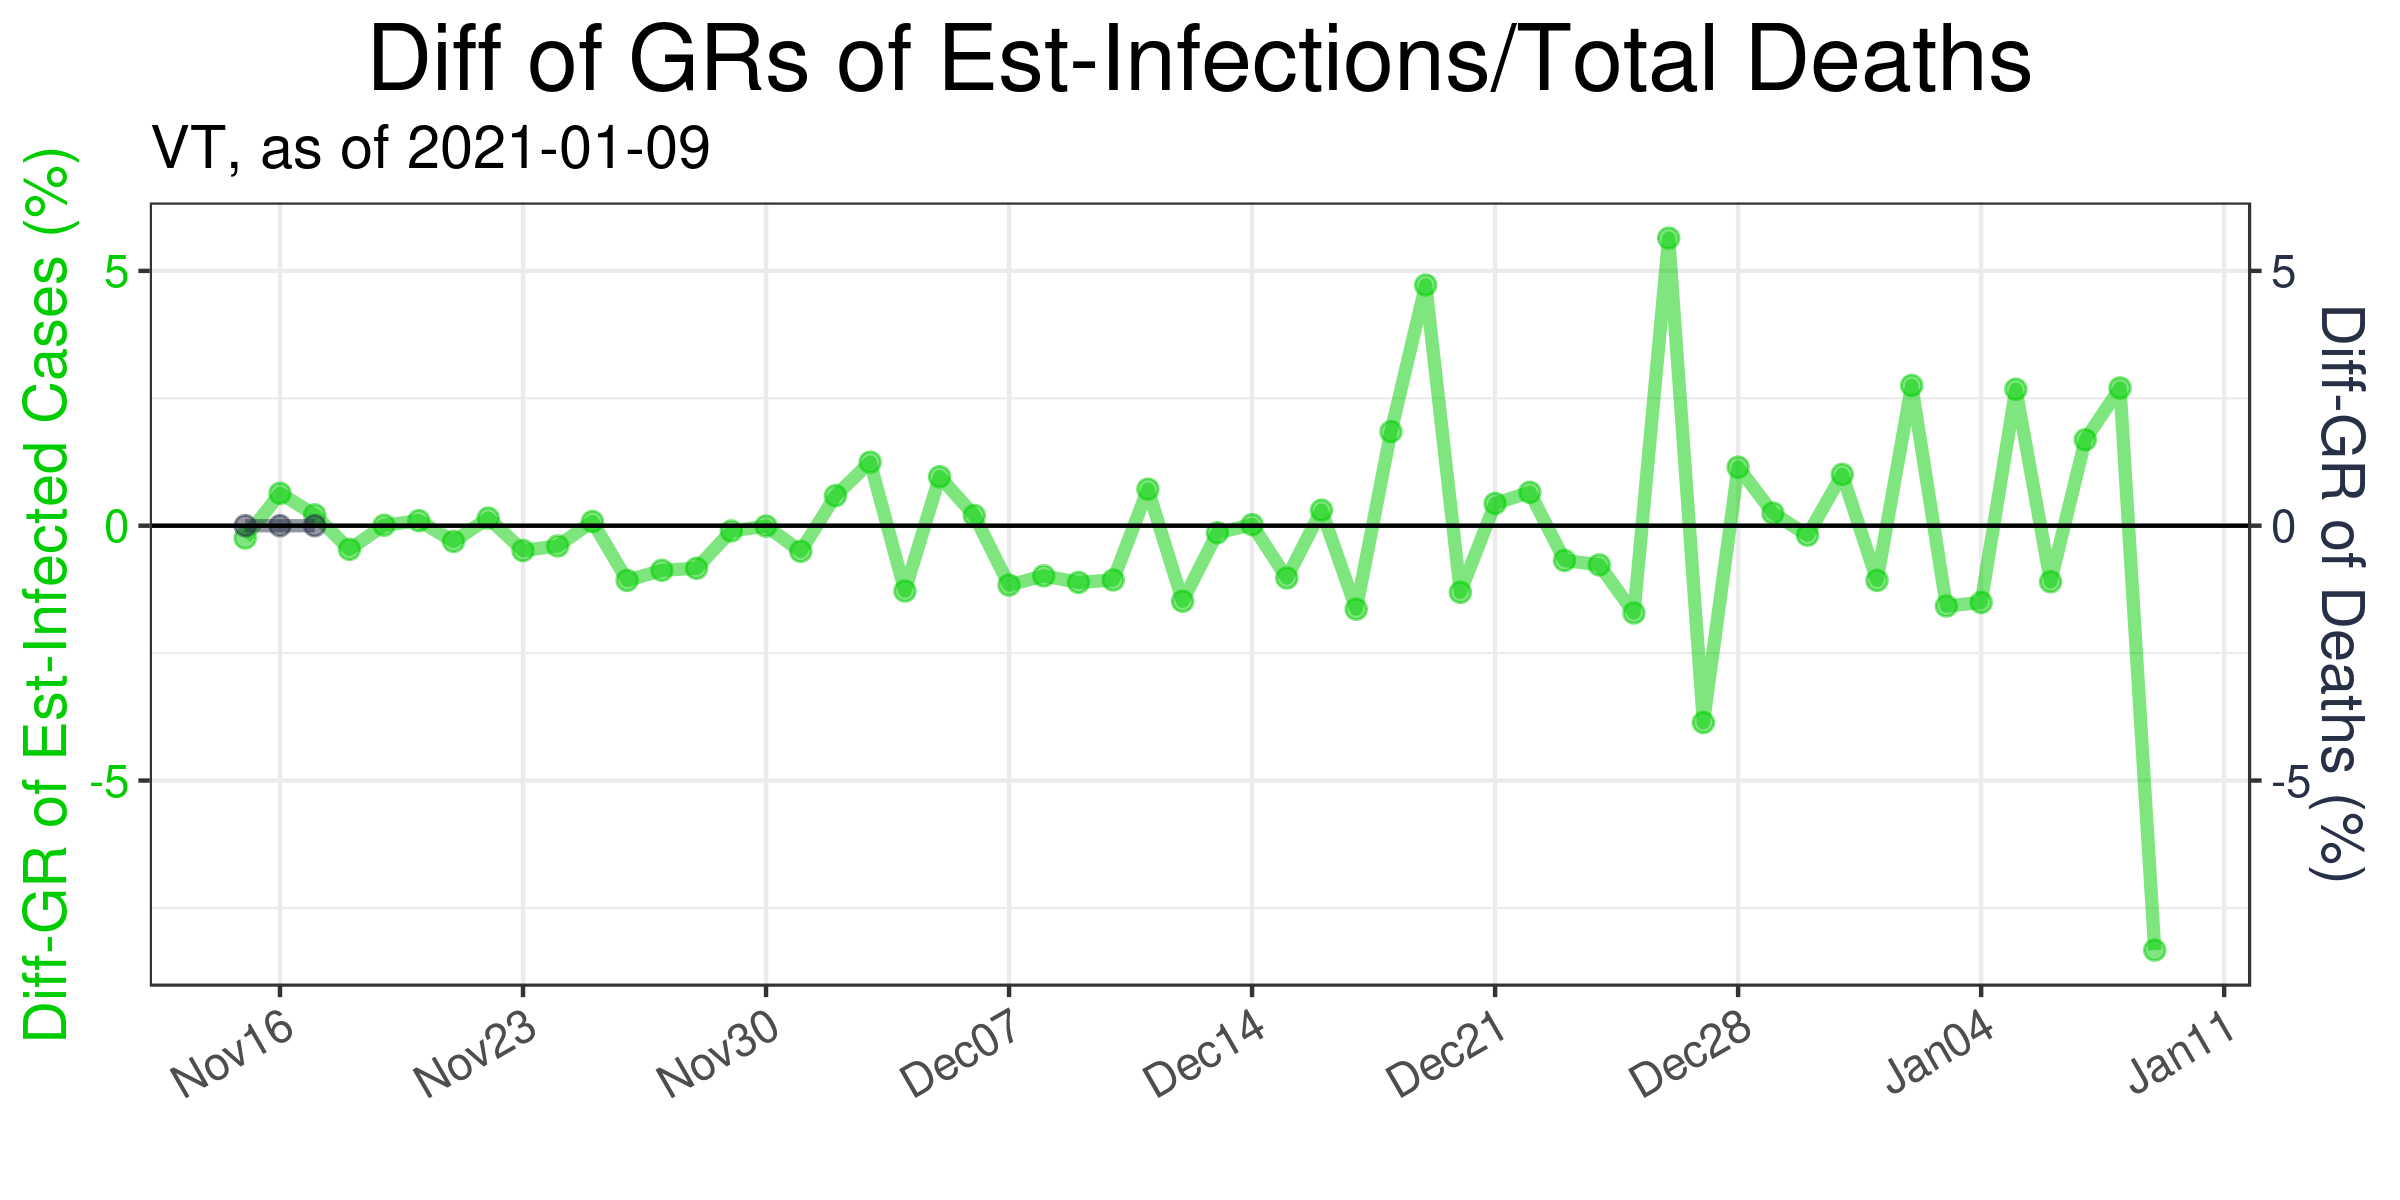 Diff of GRs of Est-Infections/Total Deaths
VT, as of 2021-01-09
Diff-GR of Est-Infected Cases (%)
5
0
-5
5
0
-5
Diff-GR of Deaths (%)
Nov16
Nov23
Nov30
Dec07
Dec14
Dec21
Dec28
Jan04
Jan11